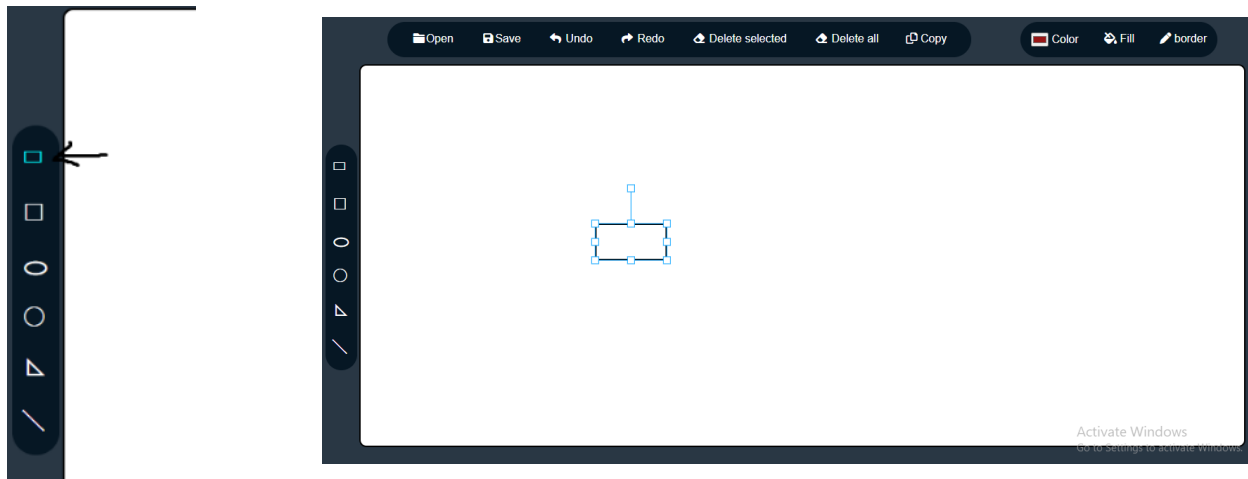 Open Save Undo Redo Delete selected Delete all Copy Color Fill border
Activate Windows
Go to Settings to activate Windows.